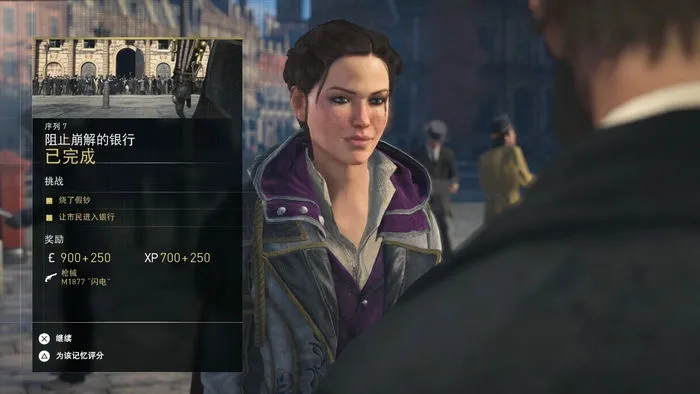 序列 7
阻止崩解的银行
已完成
挑战
烧了假钞
让市民进入银行
奖励
£ 900+250 XP 700+250
枪械
M1877 "闪电"
继续
为该记忆评分